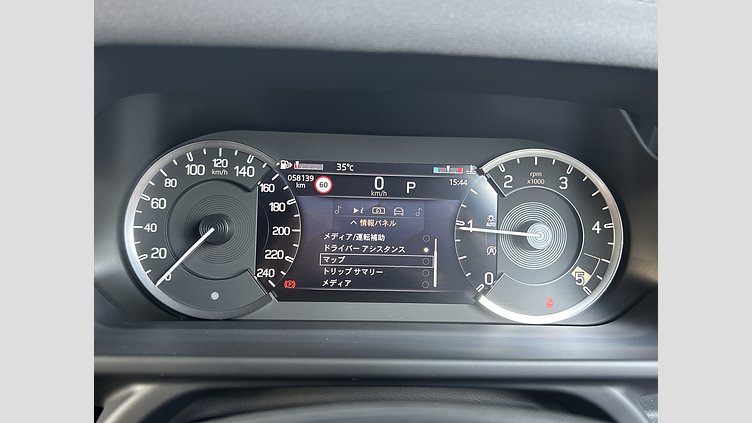 35℃
058139 km
60
0 km/h
P
15:44
へ 情報パネル
メディア/運転補助
ドライバー アシスタンス
マップ
トリップ サマリー
メディア
20 40 60 80 100 120 140 160 180 200 220 240
km/h
0 1 2 3 4 5
rpm
x1000